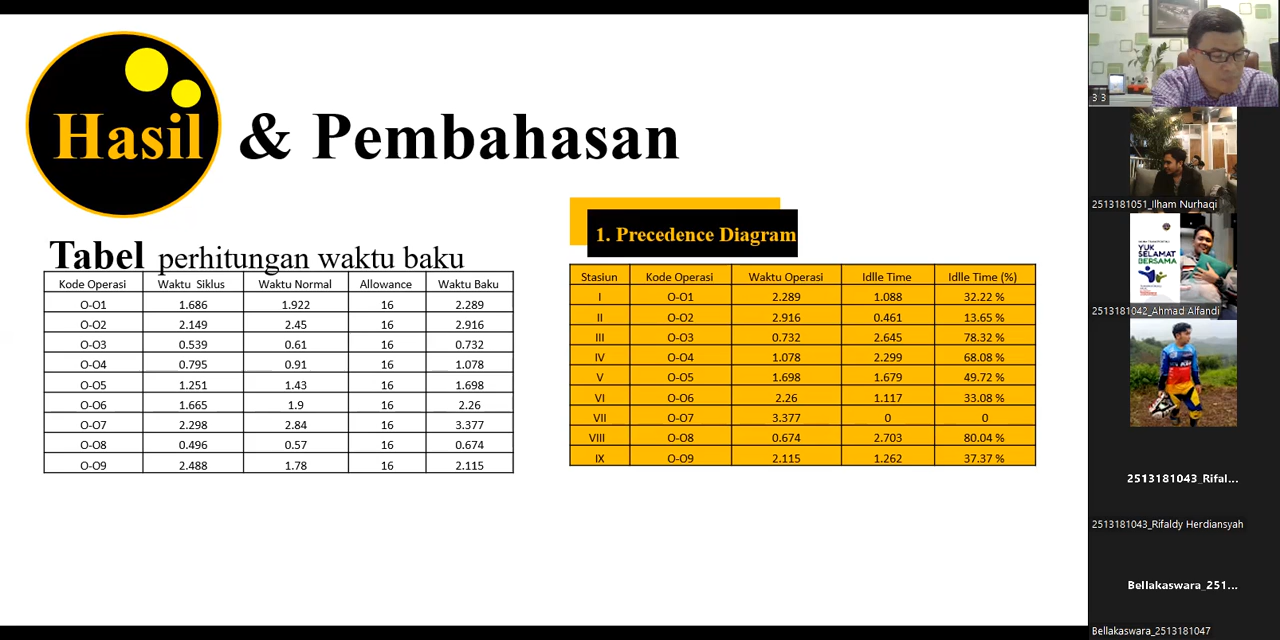 Hasil & Pembahasan
Tabel perhitungan waktu baku
Kode Operasi Waktu Siklus Waktu Normal Allowance Waktu Baku
O-O1 1.686 1.922 16 2.289
O-O2 2.149 2.45 16 2.916
O-O3 0.539 0.61 16 0.732
O-O4 0.795 0.91 16 1.078
O-O5 1.251 1.43 16 1.698
O-O6 1.665 1.9 16 2.26
O-O7 2.298 2.84 16 3.377
O-O8 0.496 0.57 16 0.674
O-O9 2.488 1.78 16 2.115
1. Precedence Diagram
Stasiun Kode Operasi Waktu Operasi Idlle Time Idlle Time (%)
I O-O1 2.289 1.088 32.22 %
II O-O2 2.916 0.461 13.65 %
III O-O3 0.732 2.645 78.32 %
IV O-O4 1.078 2.299 68.08 %
V O-O5 1.698 1.679 49.72 %
VI O-O6 2.26 1.117 33.08 %
VII O-O7 3.377 0 0
VIII O-O8 0.674 2.703 80.04 %
IX O-O9 2.115 1.262 37.37 %
3 3
2513181051_Ilham Nurhaqi
YUK
SELAMAT
BERSAMA
2513181042_Ahmad Alfandi
2513181043_Rifal...
2513181043_Rifaldy Herdiansyah
Bellakaswara_251...
Bellakaswara_2513181047